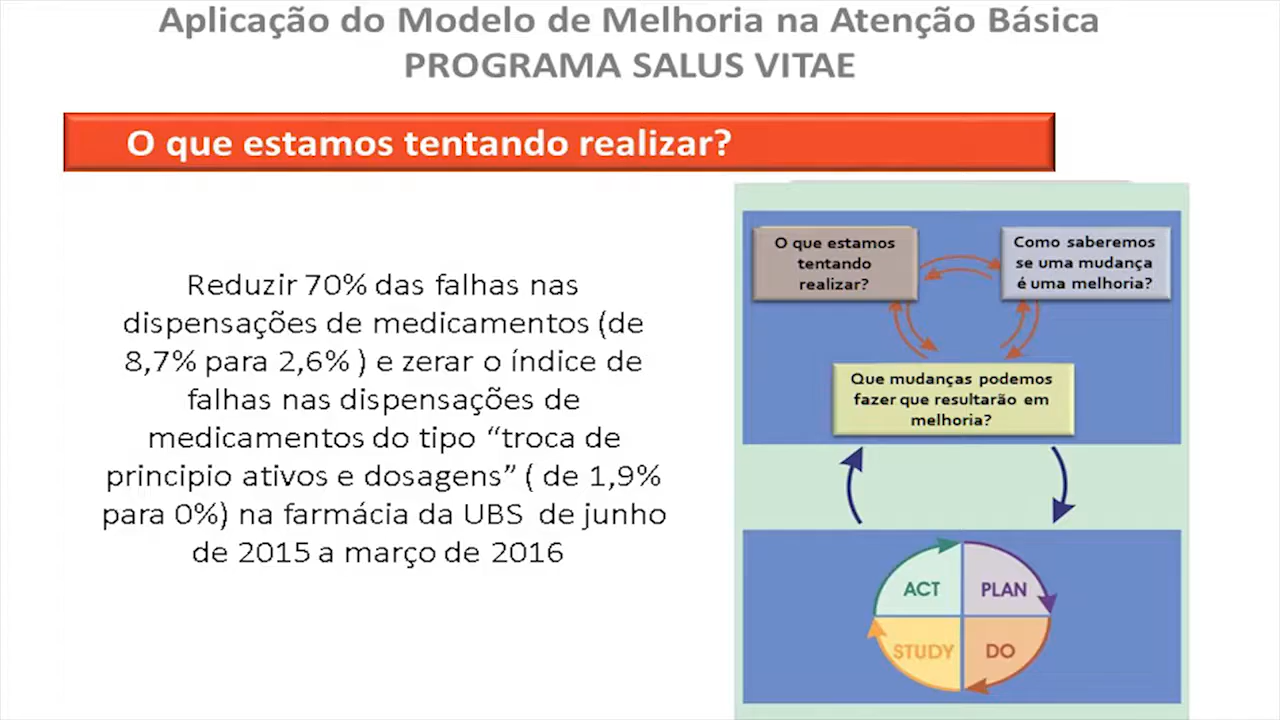 Aplicação do Modelo de Melhoria na Atenção Básica
PROGRAMA SALUS VITAE
O que estamos tentando realizar?
Reduzir 70% das falhas nas
dispensações de medicamentos (de
8,7% para 2,6% ) e zerar o índice de
falhas nas dispensações de
medicamentos do tipo “troca de
principio ativos e dosagens” ( de 1,9%
para 0%) na farmácia da UBS de junho
de 2015 a março de 2016
O que estamos
tentando
realizar?
Como saberemos
se uma mudança
é uma melhoria?
Que mudanças podemos
fazer que resultarão em
melhoria?
ACT
PLAN
STUDY
DO